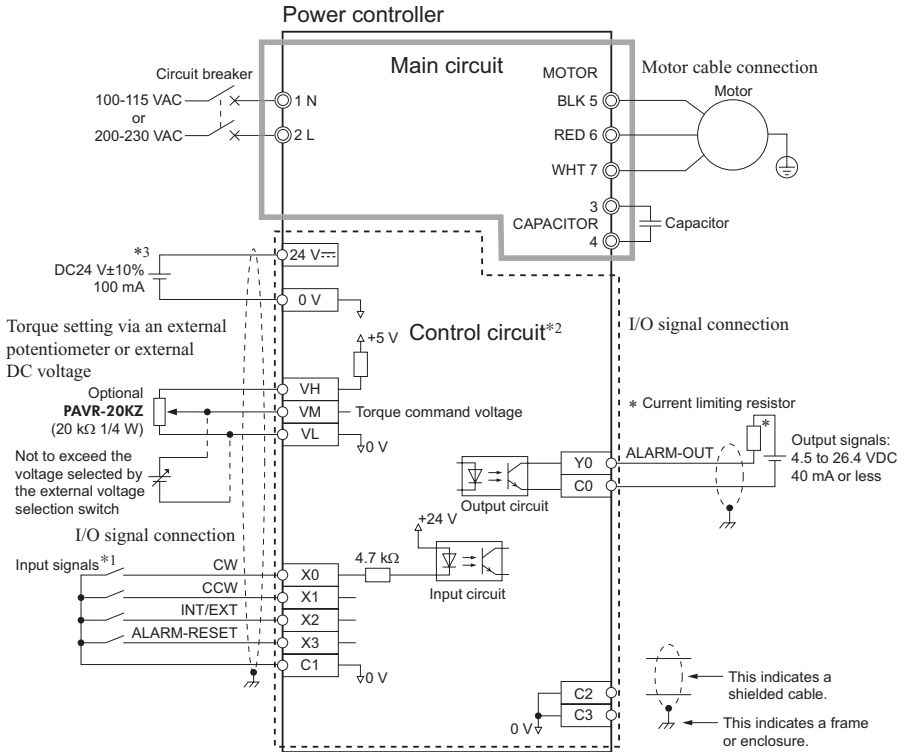 Power controller
Main circuit
Circuit breaker
100-115 VAC
or
200-230 VAC
1 N
2 L
MOTOR
BLK 5
RED 6
WHT 7
3
CAPACITOR
4
Motor cable connection
Motor
Capacitor
*3
DC24 V±10%
100 mA
24 V
0 V
Torque setting via an external
potentiometer or external
DC voltage
+5 V
Control circuit*2
I/O signal connection
Optional
PAVR-20KZ
(20 kΩ 1/4 W)
VH
VM
VL
Torque command voltage
0 V
Not to exceed the
voltage selected by
the external voltage
selection switch
* Current limiting resistor
*
Output signals:
4.5 to 26.4 VDC
40 mA or less
ALARM-OUT
Y0
C0
Output circuit
I/O signal connection
Input signals*1
CW
CCW
INT/EXT
ALARM-RESET
X0
X1
X2
X3
C1
4.7 kΩ
+24 V
Input circuit
0 V
C2
C3
0 V
This indicates a
shielded cable.
This indicates a frame
or enclosure.